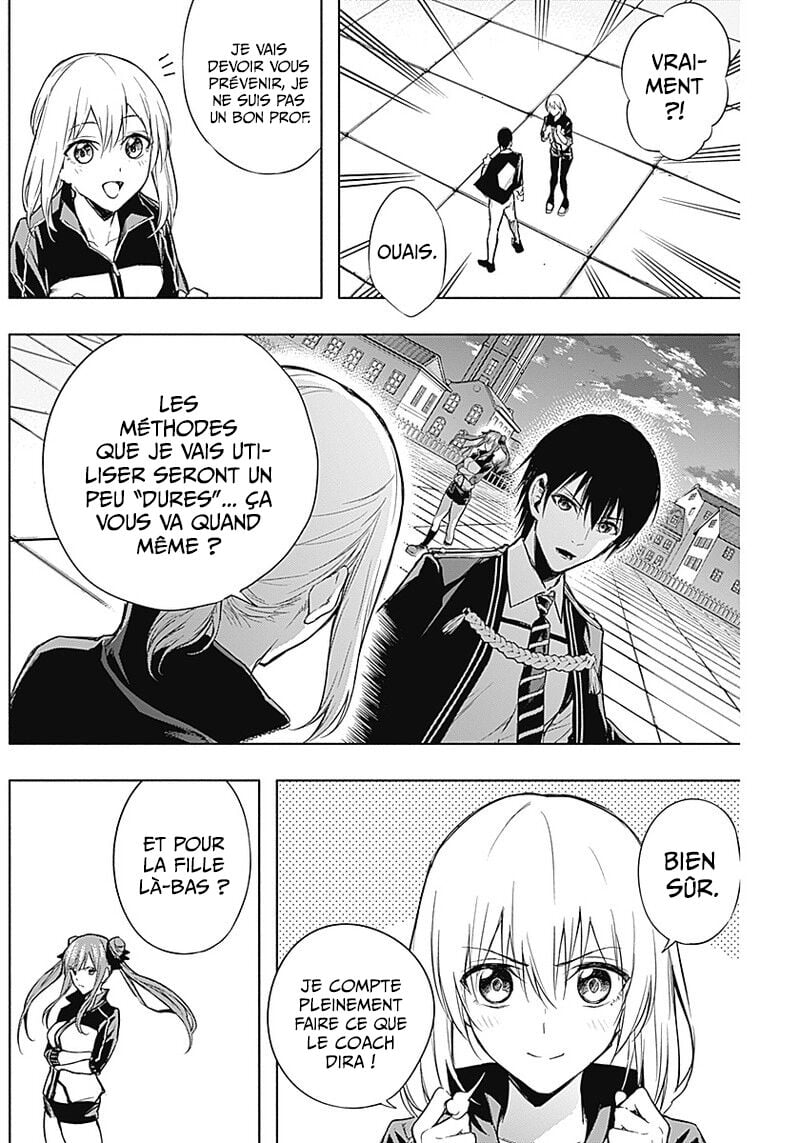 VRAI-
MENT
?!
OUAIS.
JE VAIS
DEVOIR VOUS
PRÉVENIR, JE
NE SUIS PAS
UN BON PROF.
LES
MÉTHODES
QUE JE VAIS UTI-
LISER SERONT UN
PEU "DURES"... ÇA
VOUS VA QUAND
MÊME ?
BIEN
SÛR.
JE COMPTE
PLEINEMENT
FAIRE CE QUE
LE COACH
DIRA !
ET POUR
LA FILLE
LÀ-BAS ?